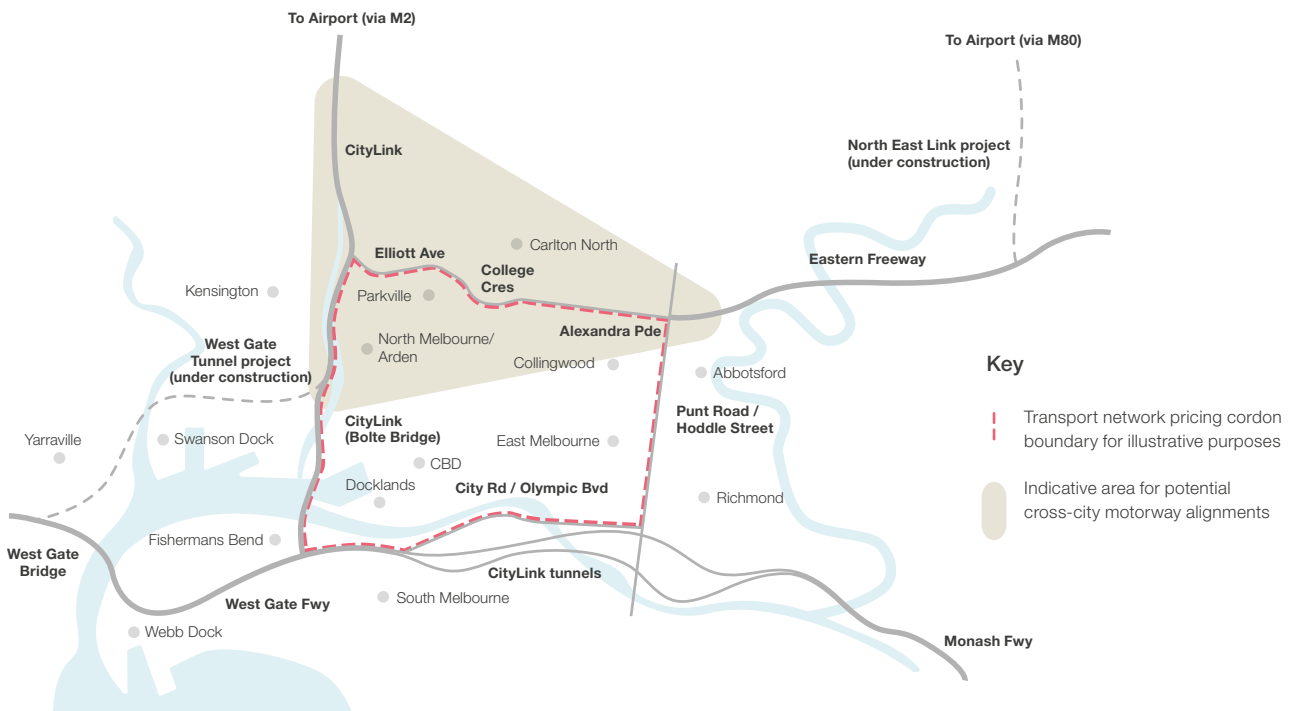 To Airport (via M2)
To Airport (via M80)
CityLink
North East Link project
(under construction)
Carlton North
Elliott Ave
College
Cres
Eastern Freeway
Kensington
Parkville
Alexandra Pde
West Gate
Tunnel project
(under construction)
North Melbourne/
Arden
Collingwood
Abbotsford
Key
Punt Road /
Hoddle Street
Transport network pricing cordon
boundary for illustrative purposes
CityLink
(Bolte Bridge)
Yarraville
Swanson Dock
East Melbourne
CBD
Docklands
City Rd / Olympic Bvd
Richmond
Indicative area for potential
cross-city motorway alignments
Fishermans Bend
West Gate
Bridge
CityLink tunnels
West Gate Fwy
South Melbourne
Webb Dock
Monash Fwy